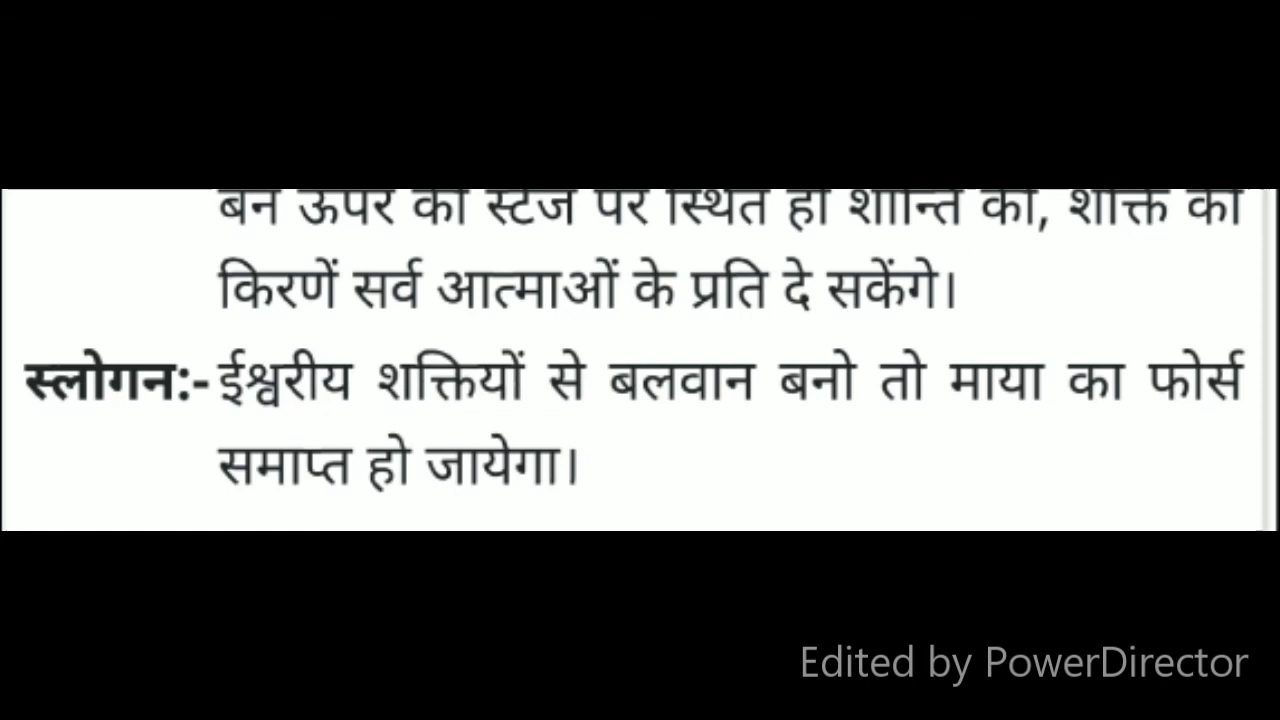 बन ऊपर की स्टेज पर स्थित हो शान्ति की, शक्ति की
किरणें सर्व आत्माओं के प्रति दे सकेंगे।
स्लोगन:- ईश्वरीय शक्तियों से बलवान बनो तो माया का फोर्स
समाप्त हो जायेगा।
Edited by PowerDirector